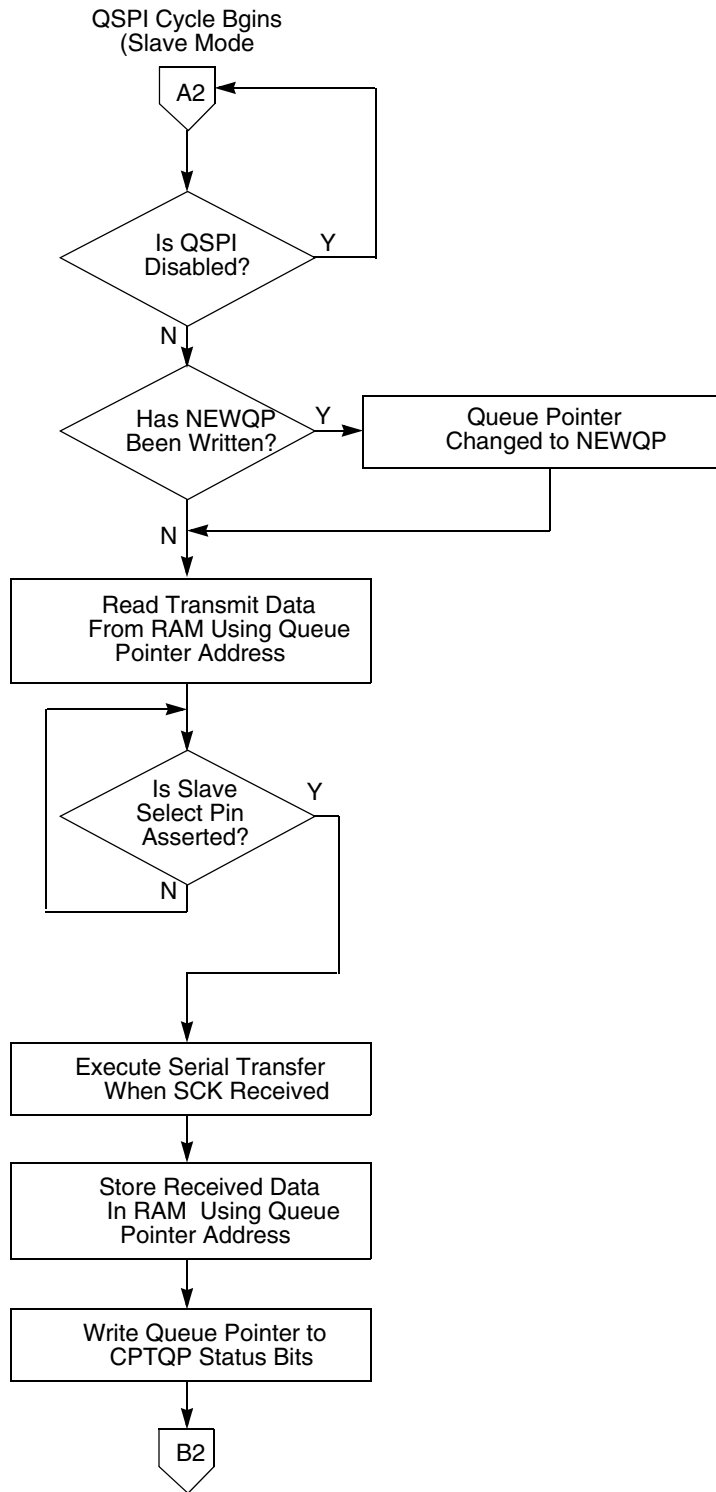 QSPI Cycle Bgins
(Slave Mode
A2
Is QSPI
Disabled?
Y
N
Has NEWQP
Been Written?
Y
Queue Pointer
Changed to NEWQP
N
Read Transmit Data
From RAM Using Queue
Pointer Address
Is Slave
Select Pin
Asserted?
Y
N
Execute Serial Transfer
When SCK Received
Store Received Data
In RAM  Using Queue
Pointer Address
Write Queue Pointer to
CPTQP Status Bits
B2